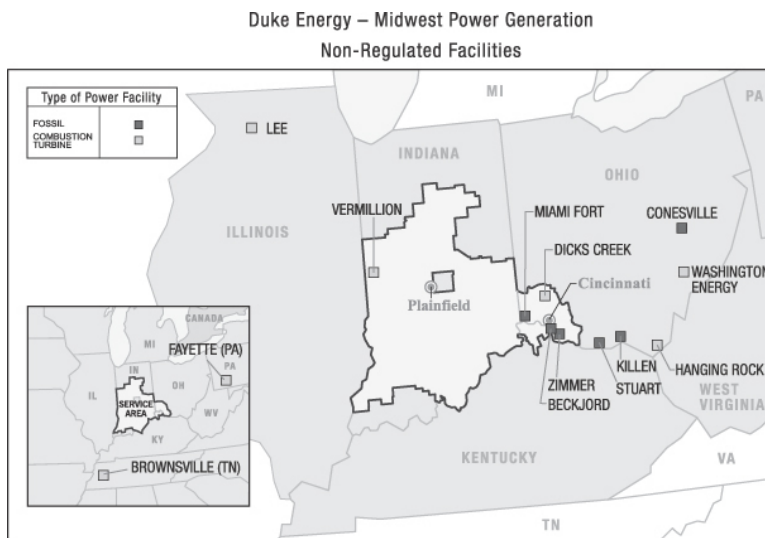 Duke Energy – Midwest Power Generation
Non-Regulated Facilities
Type of Power Facility
FOSSIL
COMBUSTION
TURBINE
MI
PA
LEE
INDIANA
OHIO
ILLINOIS
VERMILLION
MIAMI FORT
CONESVILLE
DICKS CREEK
Cincinnati
WASHINGTON
ENERGY
Plainfield
KILLEN
HANGING ROCK
ZIMMER
STUART
BECKJORD
WEST
VIRGINIA
KENTUCKY
VA
TN
CANADA
MI
FAYETTE (PA)
PA
IN
OH
IL
SERVICE
AREA
WV
KY
BROWNSVILLE (TN)